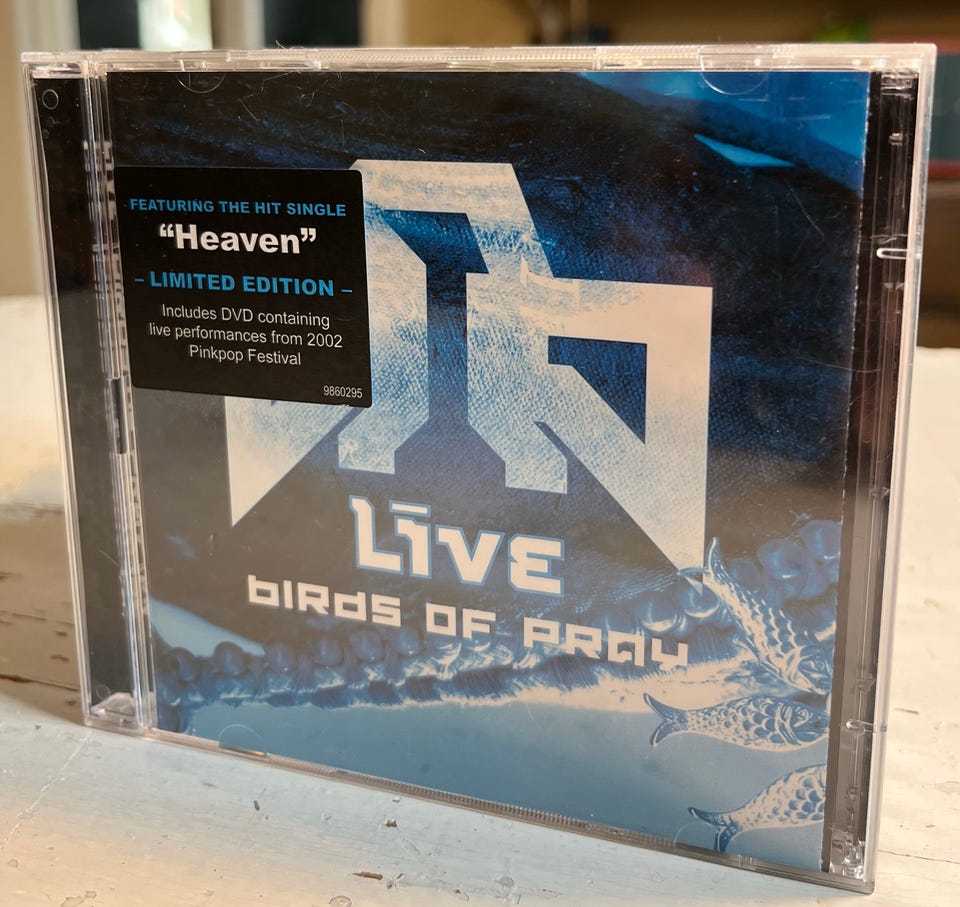 FEATURING THE HIT SINGLE
“Heaven”
– LIMITED EDITION –
Includes DVD containing
live performances from 2002
Pinkpop Festival
9860295
LĪVE
BIRDS OF PRAY